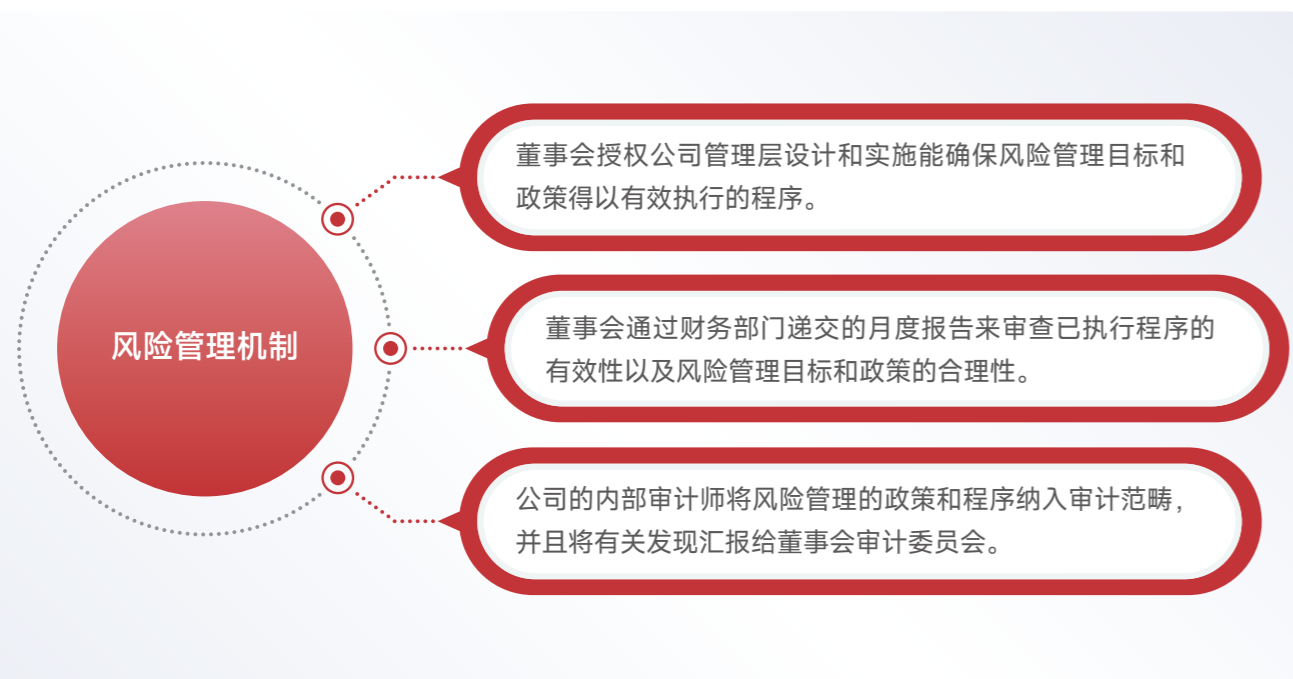 风险管理机制
董事会授权公司管理层设计和实施能确保风险管理目标和
政策得以有效执行的程序。
董事会通过财务部门递交的月度报告来审查已执行程序的
有效性以及风险管理目标和政策的合理性。
公司的内部审计师将风险管理的政策和程序纳入审计范畴，
并且将有关发现汇报给董事会审计委员会。